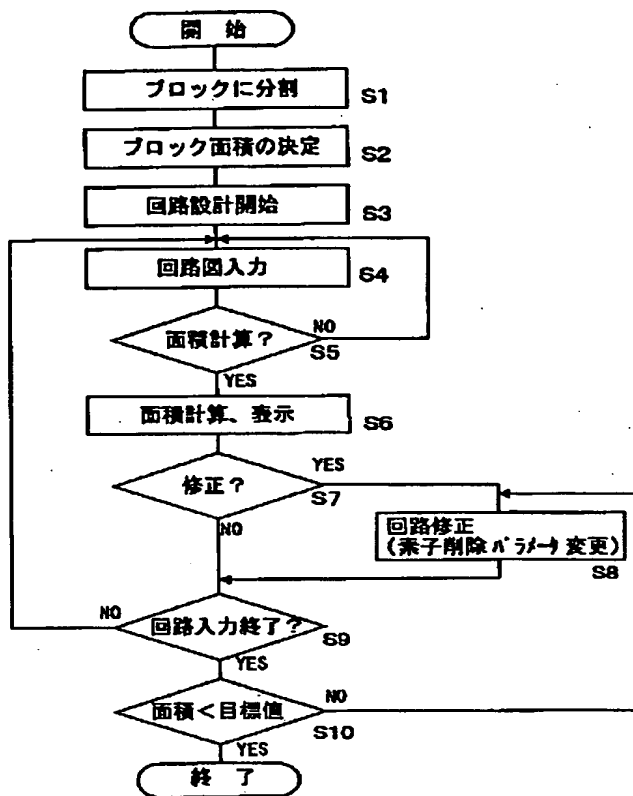 開 始
ブロックに分割
S1
ブロック面積の決定
S2
回路設計開始
S3
回路図入力
S4
面積計算?
NO
S5
YES
面積計算、表示
S6
修正?
YES
S7
NO
回路修正
(素子削除パラメータ変更)
S8
NO
回路入力終了?
S9
YES
面積<目標値
NO
S10
YES
終 了